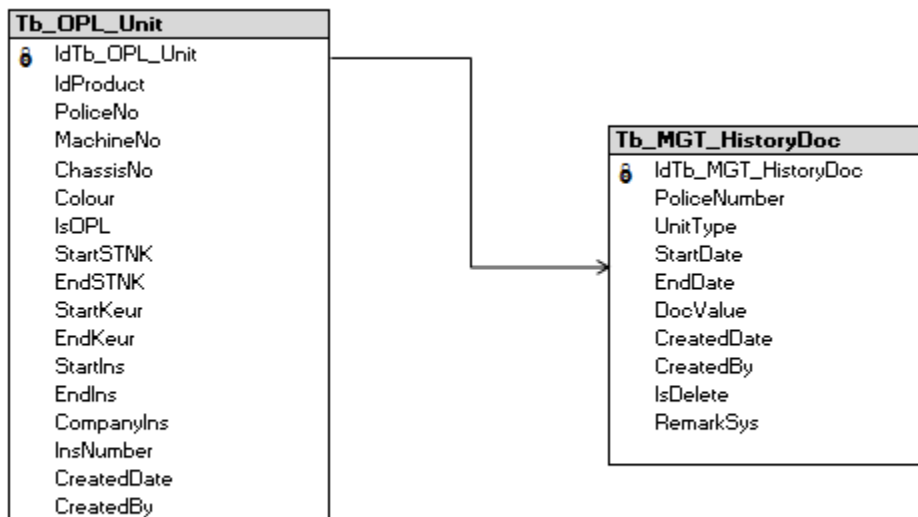 Tb_OPL_Unit
IdTb_OPL_Unit
IdProduct
PoliceNo
MachineNo
ChassisNo
Colour
IsOPL
StartSTNK
EndSTNK
StartKeur
EndKeur
StartIns
EndIns
CompanyIns
InsNumber
CreatedDate
CreatedBy
Tb_MGT_HistoryDoc
IdTb_MGT_HistoryDoc
PoliceNumber
UnitType
StartDate
EndDate
DocValue
CreatedDate
CreatedBy
IsDelete
RemarkSys